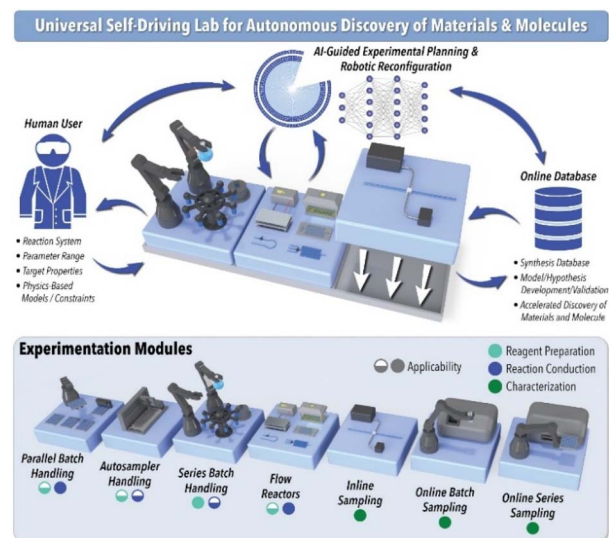 Universal Self-Driving Lab for Autonomous Discovery of Materials & Molecules
AI-Guided Experimental Planning &
Robotic Reconfiguration
Human User
• Reaction System
• Parameter Range
• Target Properties
• Physics-Based
Models / Constraints
Online Database
• Synthesis Database
• Model/Hypothesis
Development/Validation
• Accelerated Discovery of
Materials and Molecule
Experimentation Modules
Applicability
Reagent Preparation
Reaction Conduction
Characterization
Parallel Batch
Handling
Autosampler
Handling
Series Batch
Handling
Flow
Reactors
Inline
Sampling
Online Batch
Sampling
Online Series
Sampling